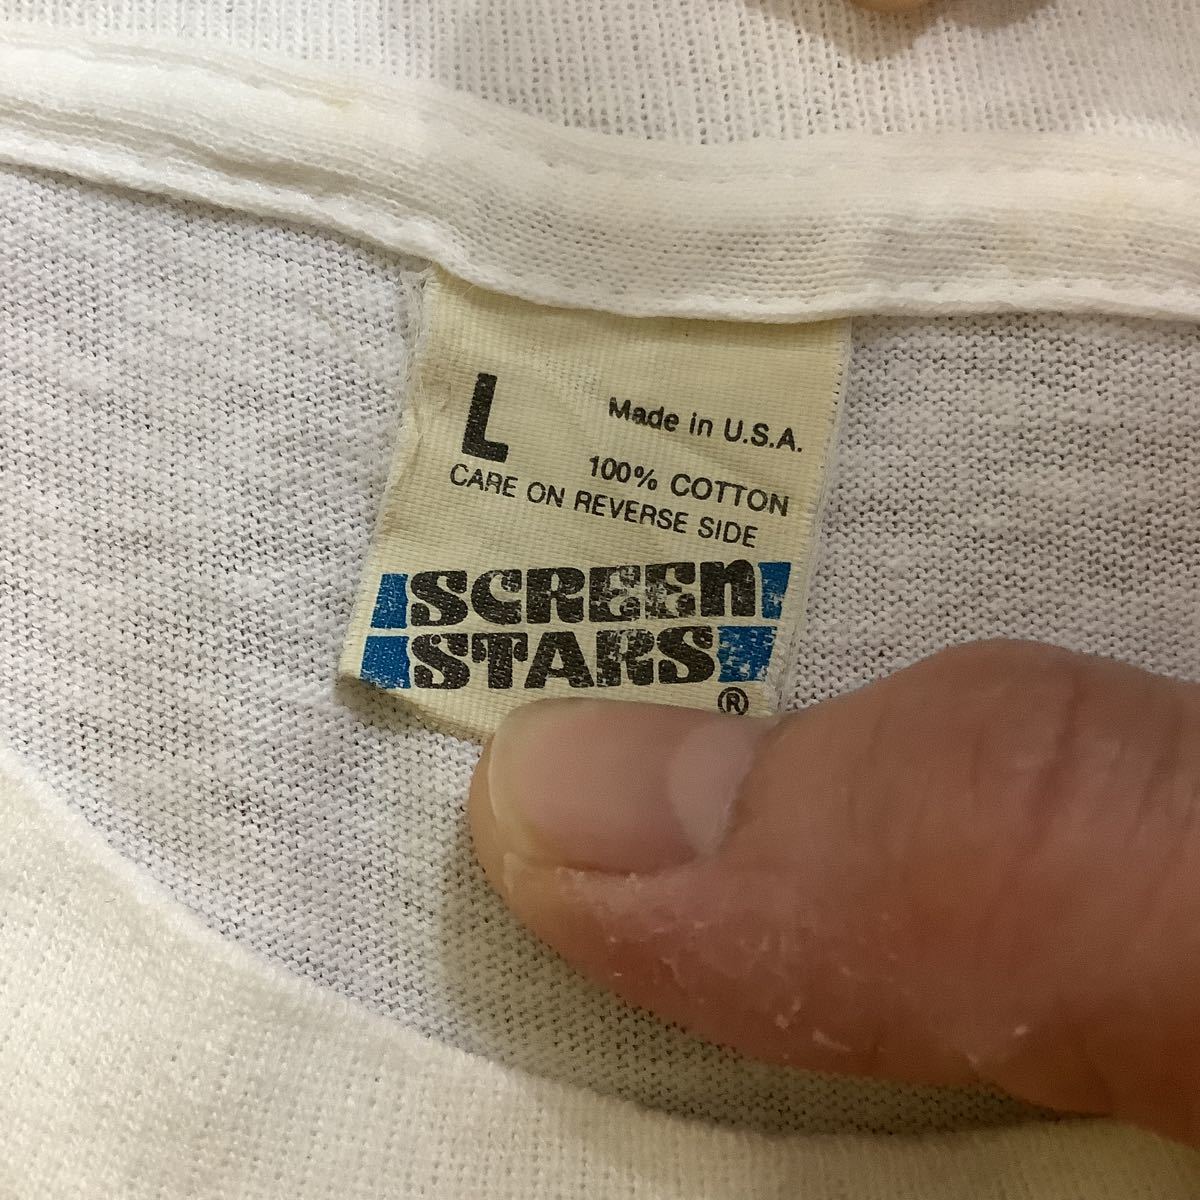 L
Made in U.S.A.
100% COTTON
CARE ON REVERSE SIDE
SCREEN
STARS
®